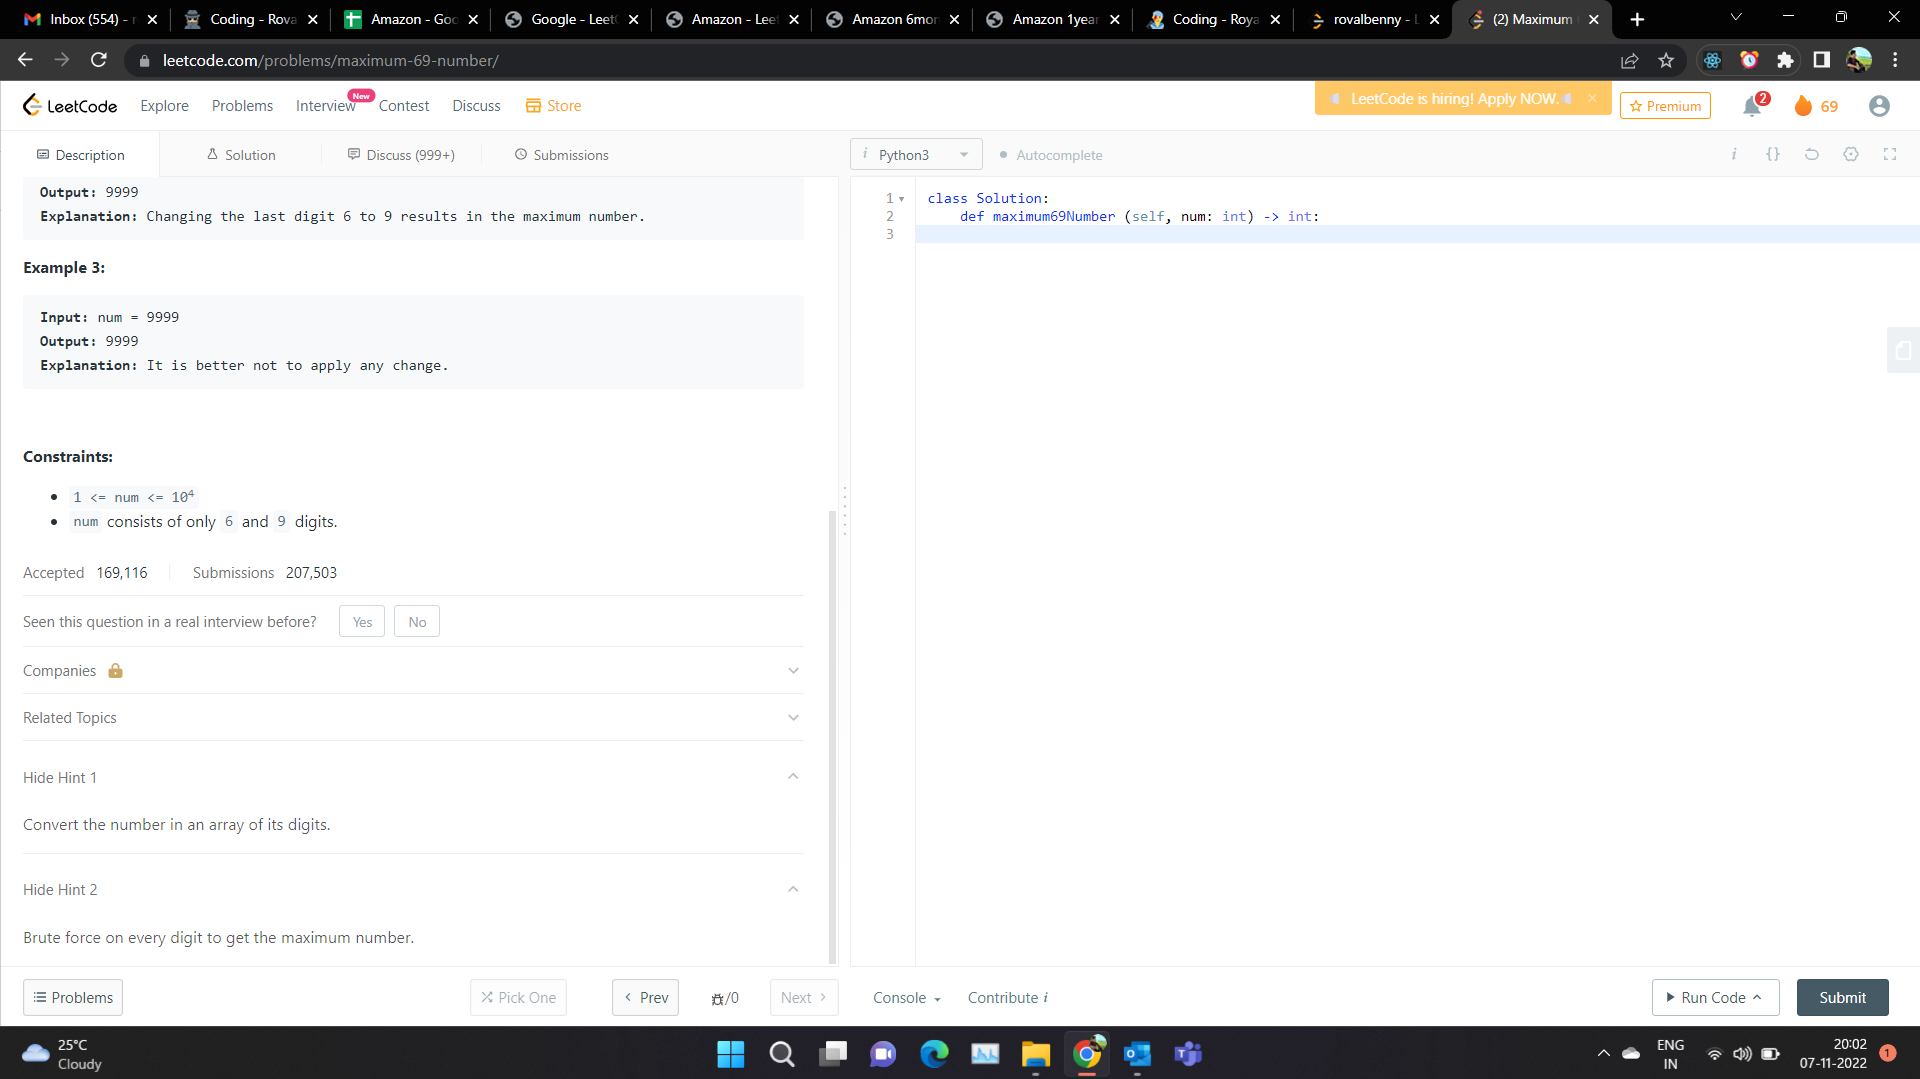 Inbox (554) - r
Coding - Rova
Amazon - Goo
Google - Leet
Amazon - Leet
Amazon 6mon
Amazon 1year
Coding - Roya
rovalbenny - L
(2) Maximum
leetcode.com/problems/maximum-69-number/
LeetCode
Explore
Problems
Interview
New
Contest
Discuss
Store
LeetCode is hiring! Apply NOW.
Premium
2
69
Description
Solution
Discuss (999+)
Submissions
Output: 9999
Explanation: Changing the last digit 6 to 9 results in the maximum number.
Example 3:
Input: num = 9999
Output: 9999
Explanation: It is better not to apply any change.
Constraints:
1 <= num <= 10⁴
num consists of only 6 and 9 digits.
Accepted 169,116 Submissions 207,503
Seen this question in a real interview before? Yes No
Companies
Related Topics
Hide Hint 1
Convert the number in an array of its digits.
Hide Hint 2
Brute force on every digit to get the maximum number.
Problems
Pick One
Prev
/0
Next
i Python3
Autocomplete
i {}
1 class Solution:
2 def maximum69Number (self, num: int) -> int:
3
Console
Contribute i
Run Code
Submit
25°C
Cloudy
ENG
IN
20:02
07-11-2022
1